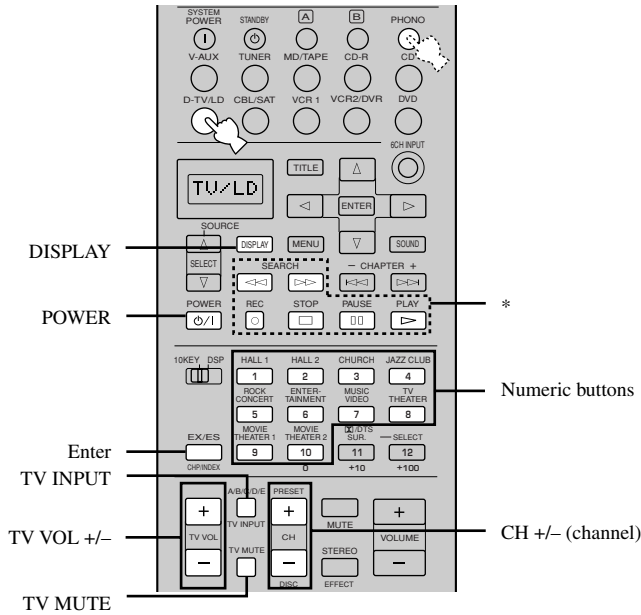 SYSTEM POWER STANDBY A B PHONO
V-AUX TUNER MD/TAPE CD-R CD
D-TV/LD CBL/SAT VCR 1 VCR2/DVR DVD
6CH INPUT
TITLE
TV/LD
ENTER
SOURCE
DISPLAY
DISPLAY MENU SOUND
SELECT
SEARCH – CHAPTER +
*
POWER
POWER REC STOP PAUSE PLAY
10KEY DSP
HALL 1 HALL 2 CHURCH JAZZ CLUB
1 2 3 4
Numeric buttons
ROCK CONCERT ENTER-TAINMENT MUSIC VIDEO TV THEATER
5 6 7 8
MOVIE THEATER 1 MOVIE THEATER 2 /DTS SUR. — SELECT
EX/ES 9 10 11 12
Enter
CHP/INDEX 0 +10 +100
TV INPUT
A/B/C/D/E PRESET
+ TV INPUT + MUTE +
TV VOL +/–
TV VOL CH VOLUME
CH +/– (channel)
TV MUTE STEREO
– – –
DISC EFFECT
TV MUTE